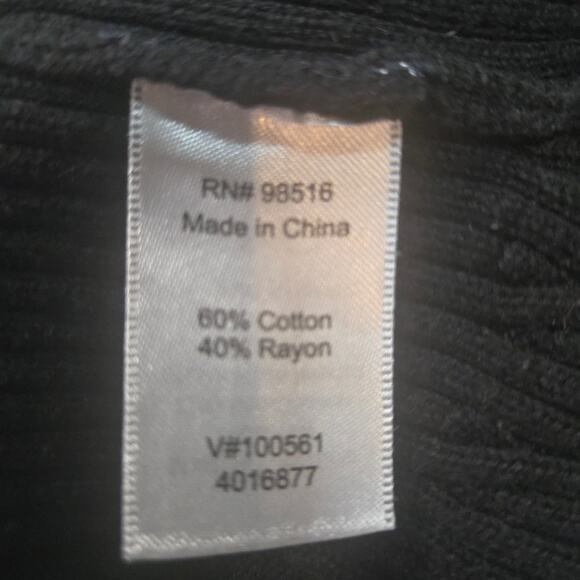 RN# 98516
Made in China
60% Cotton
40% Rayon
V#100561
4016877